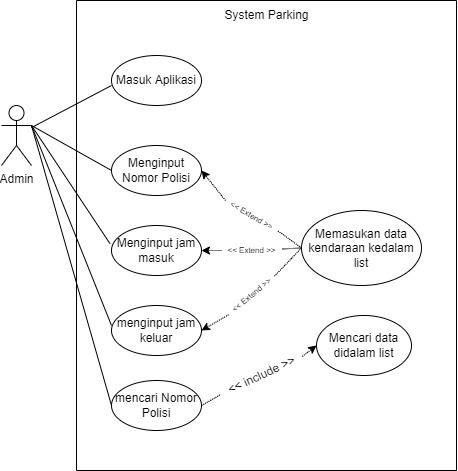 System Parking
Masuk Aplikasi
Admin
Menginput
Nomor Polisi
<< Extend >>
Menginput jam
masuk
<< Extend >>
Memasukan data
kendaraan kedalam
list
<< Extend >>
menginput jam
keluar
Mencari data
didalam list
<< include >>
mencari Nomor
Polisi